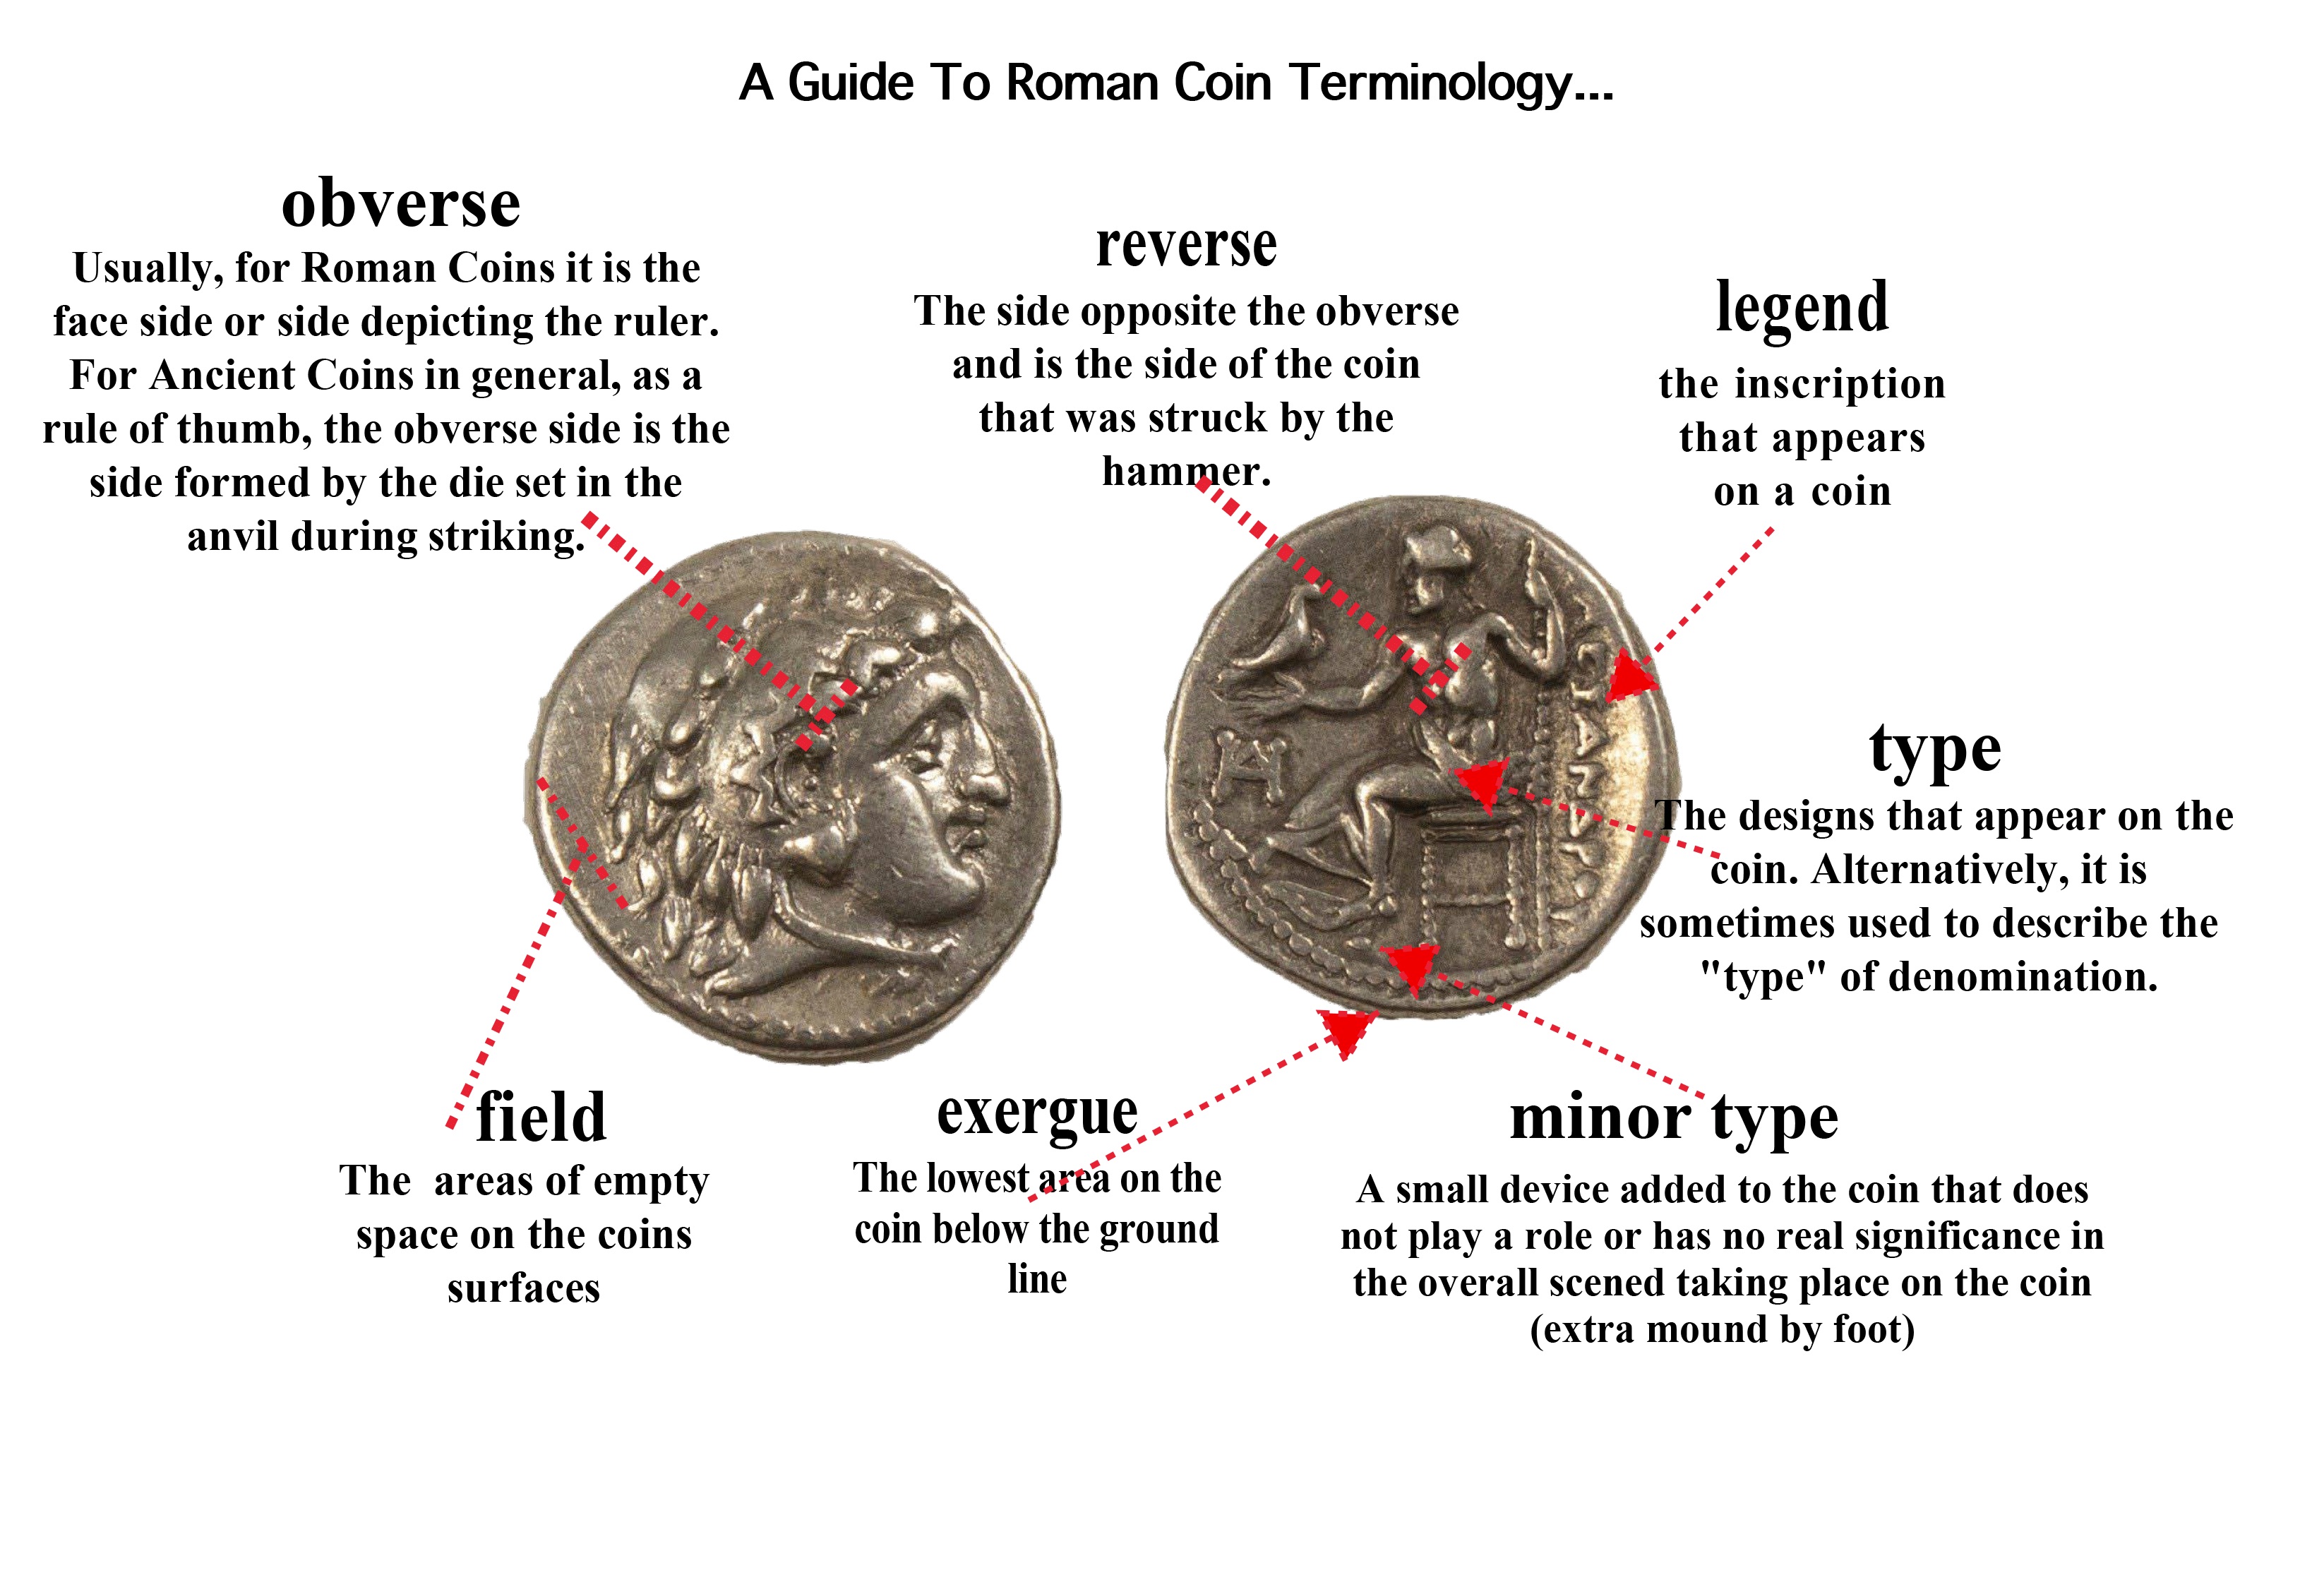 A Guide To Roman Coin Terminology...
obverse
Usually, for Roman Coins it is the
face side or side depicting the ruler.
For Ancient Coins in general, as a
rule of thumb, the obverse side is the
side formed by the die set in the
anvil during striking.
reverse
The side opposite the obverse
and is the side of the coin
that was struck by the
hammer.
legend
the inscription
that appears
on a coin
type
The designs that appear on the
coin. Alternatively, it is
sometimes used to describe the
"type" of denomination.
field
The areas of empty
space on the coins
surfaces
exergue
The lowest area on the
coin below the ground
line
minor type
A small device added to the coin that does
not play a role or has no real significance in
the overall scened taking place on the coin
(extra mound by foot)